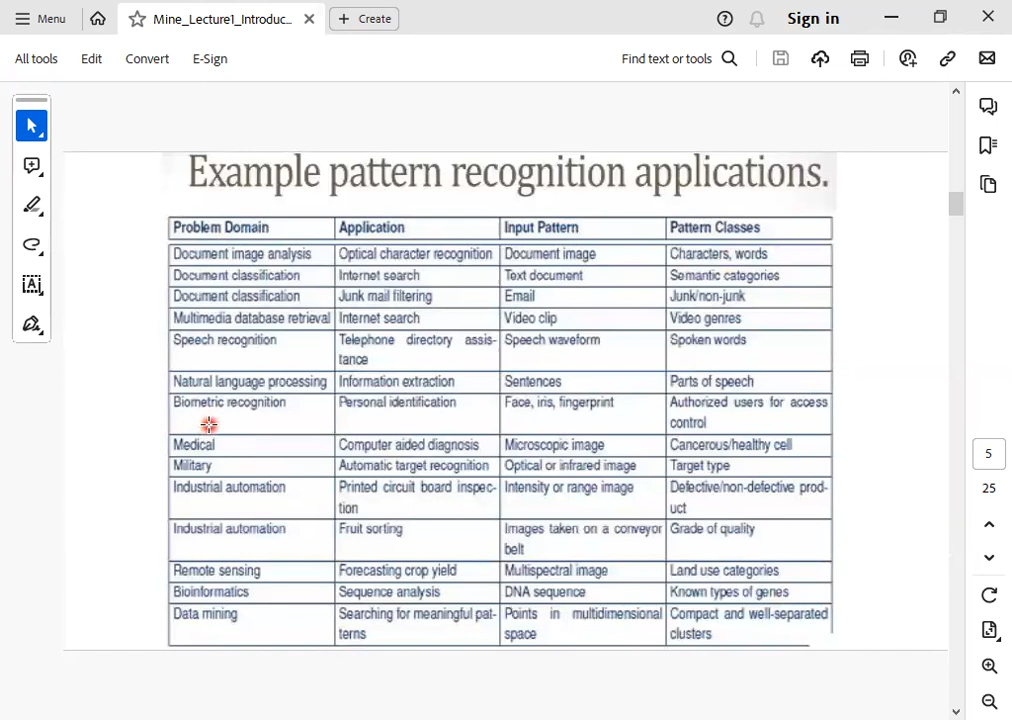 Menu
Mine_Lecture1_Introduc...
Create
Sign in
All tools
Edit
Convert
E-Sign
Find text or tools
Example pattern recognition applications.
Problem Domain Application Input Pattern Pattern Classes
Document image analysis Optical character recognition Document image Characters, words
Document classification Internet search Text document Semantic categories
Document classification Junk mail filtering Email Junk/non-junk
Multimedia database retrieval Internet search Video clip Video genres
Speech recognition Telephone directory assis- Speech waveform Spoken words
tance
Natural language processing Information extraction Sentences Parts of speech
Biometric recognition Personal identification Face, iris, fingerprint Authorized users for access
control
Medical Computer aided diagnosis Microscopic image Cancerous/healthy cell
Military Automatic target recognition Optical or infrared image Target type
Industrial automation Printed circuit board inspec- Intensity or range image Defective/non-defective prod-
tion uct
Industrial automation Fruit sorting Images taken on a conveyor Grade of quality
belt
Remote sensing Forecasting crop yield Multispectral image Land use categories
Bioinformatics Sequence analysis DNA sequence Known types of genes
Data mining Searching for meaningful pat- Points in multidimensional Compact and well-separated
terns space clusters
5
25